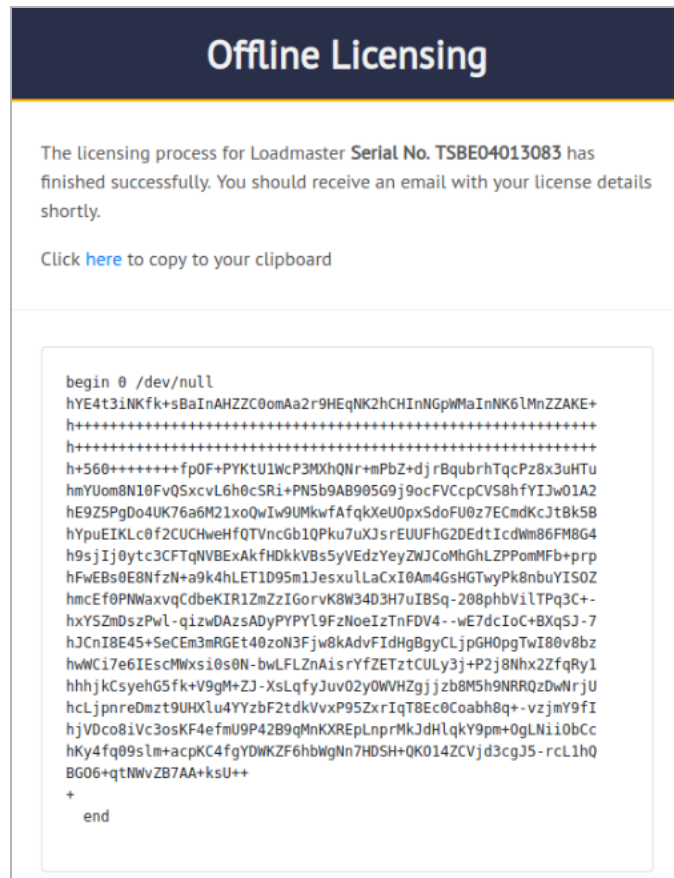 Offline Licensing
The licensing process for Loadmaster Serial No. TSBE04013083 has
finished successfully. You should receive an email with your license details
shortly.
Click here to copy to your clipboard
begin 0 /dev/null
hYE4t3iNKfk+sBaInAHZZC0omAa2r9HEqNK2hCHInNGpWMaInNK6lMnZZAKE+
h++++++++++++++++++++++++++++++++++++++++++++++++++++++++++++
h++++++++++++++++++++++++++++++++++++++++++++++++++++++++++++
h+560++++++++fpOF+PYKtU1WcP3MXhQNr+mPbZ+djrBqubrhTqcPz8x3uHTu
hmYUom8N10FvQSxcvL6h0cSRi+PN5b9AB905G9j9ocFVCcpCVS8hfYIJwO1A2
hE9Z5PgDo4UK76a6M21xoQwIw9UMkwfAfqkXeUOpxSdoFU0z7ECmdKcJtBk5B
hYpuEIKLc0f2CUCHweHfQTVncGb1QPku7uXJsrEUUFhG2DEdtIcdWm86FM8G4
h9sjIj0ytc3CFTqNVBExAkfHDkkVBs5yVEdzYeyZWJCoMhGhLZPPomMFb+prp
hFwEBs0E8NfzN+a9k4hLET1D95m1JesxulLaCxI0Am4GsHGTwyPk8nbuYISOZ
hmcEf0PNWaxvqCdbeKIR1ZmZzIGorvK8W34D3H7uIBSq-208phbVilTPq3C+-
hxYSZmDszPwl-qizwDAzsADyPYPYl9FzNoeIzTnFDV4--wE7dcIoC+BXqSJ-7
hJCnI8E45+SeCEm3mRGEt40zoN3Fjw8kAdvFIdHgBgyCLjpGHOpgTwI80v8bz
hwWCi7e6IEscMWxsi0s0N-bwLFLZnAisrYfZETztCULy3j+P2j8Nhx2ZfqRy1
hhhjkCsyehG5fk+V9gM+ZJ-XsLqfyJuvO2yOWVHZgjjzb8M5h9NRRQzDwNrjU
hcLjpnreDmzt9UHXlu4YYzbF2tdkVvxP95ZxrIqT8Ec0Coabh8q+-vzjmY9fI
hjVDco8iVc3osKF4efmU9P42B9qMnKXREpLnprMkJdHlqkY9pm+OgLNiiObCc
hKy4fq09slm+acpKC4fgYDWKZF6hbWgNn7HDSH+QKO14ZCVjd3cgJ5-rcL1hQ
BGO6+qtNWvZB7AA+ksU++
+
end